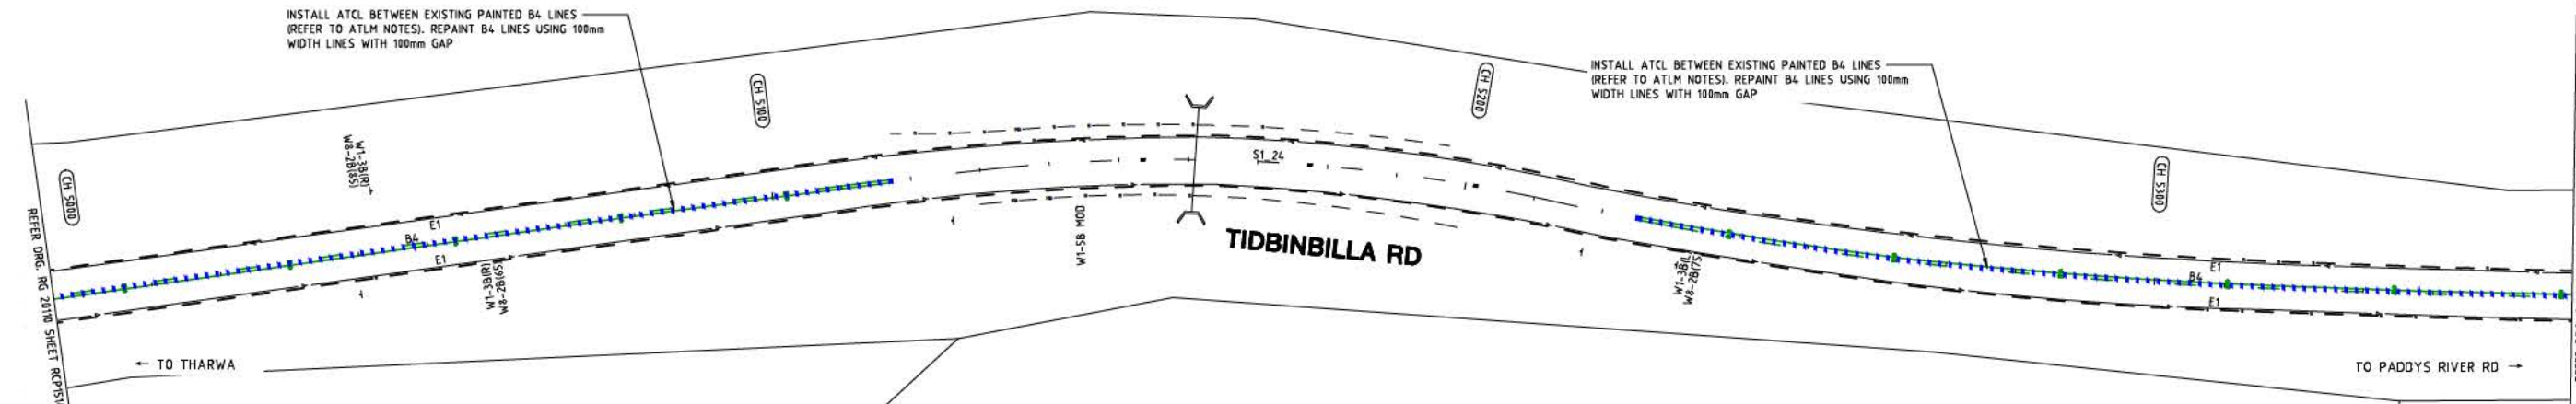 INSTALL ATCL BETWEEN EXISTING PAINTED B4 LINES
(REFER TO ATLM NOTES). REPAINT B4 LINES USING 100mm
WIDTH LINES WITH 100mm GAP
INSTALL ATCL BETWEEN EXISTING PAINTED B4 LINES
(REFER TO ATLM NOTES). REPAINT B4 LINES USING 100mm
WIDTH LINES WITH 100mm GAP
CH 5000
CH 5100
CH 5200
CH 5300
W1-3B(R)
W8-2B(85)
E1
B4
E1
W8-2B(65)
W1-3B(R)
W1-5B MOD
S1_24
TIDBINBILLA RD
W1-3B(L
W8-2B(75)
E1
B4
E1
REFER DRG. RG 20110 SHEET
← TO THARWA
TO PADDYS RIVER RD →